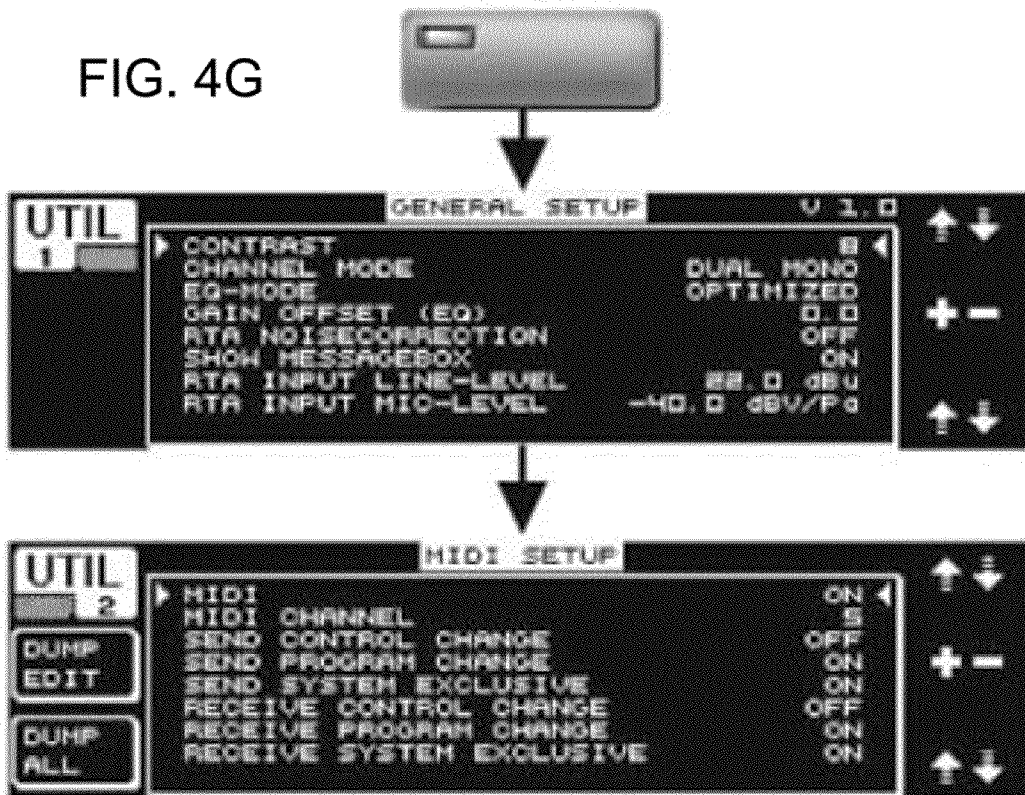 FIG. 4G
GENERAL SETUP V 1.0
UTIL
1
CONTRAST 8
CHANNEL MODE DUAL MONO
EQ-MODE OPTIMIZED
GAIN OFFSET (EQ) 0.0
RTA NOISECORRECTION OFF
SHOW MESSAGEBOX ON
RTA INPUT LINE-LEVEL 22.0 dBu
RTA INPUT MIC-LEVEL -40.0 dBV/Pa
MIDI SETUP
UTIL
2
DUMP EDIT
DUMP ALL
MIDI ON
MIDI CHANNEL 5
SEND CONTROL CHANGE OFF
SEND PROGRAM CHANGE ON
SEND SYSTEM EXCLUSIVE ON
RECEIVE CONTROL CHANGE OFF
RECEIVE PROGRAM CHANGE ON
RECEIVE SYSTEM EXCLUSIVE ON